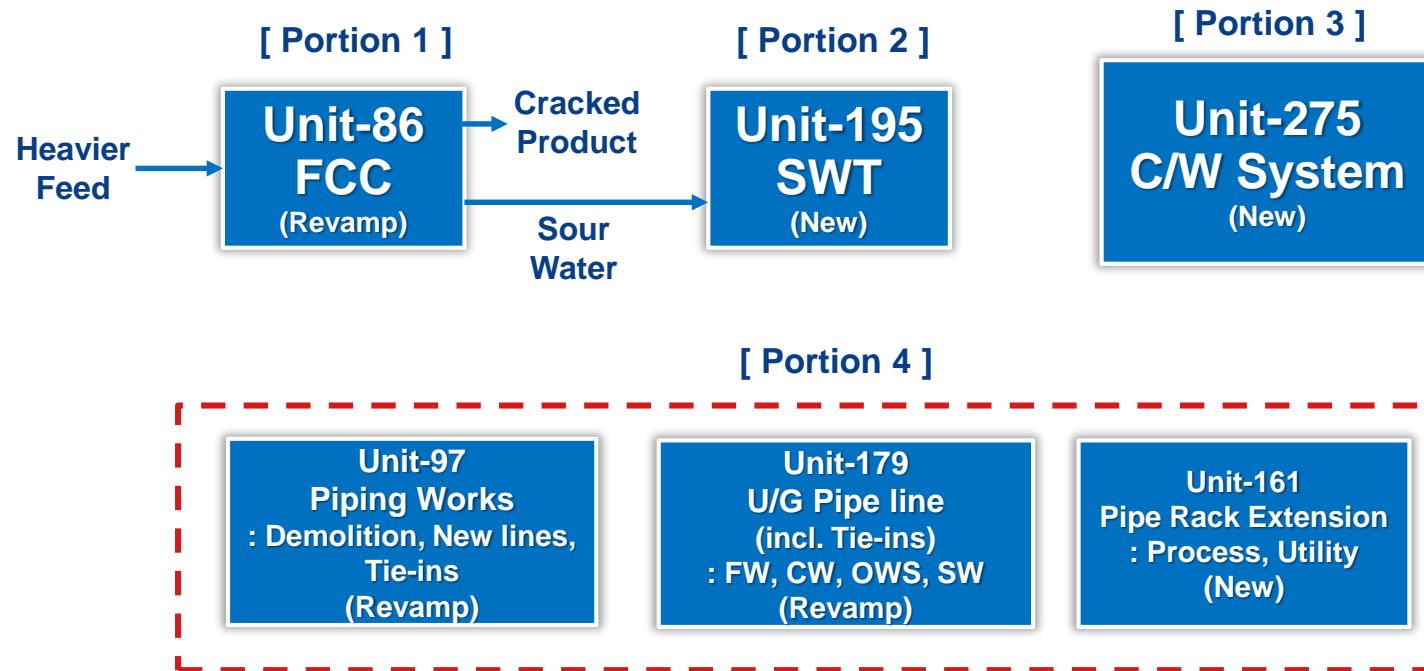 [ Portion 1 ]
[ Portion 2 ]
[ Portion 3 ]
Heavier
Feed
Unit-86
FCC
(Revamp)
Cracked
Product
Sour
Water
Unit-195
SWT
(New)
Unit-275
C/W System
(New)
[ Portion 4 ]
Unit-97
Piping Works
: Demolition, New lines,
Tie-ins
(Revamp)
Unit-179
U/G Pipe line
(incl. Tie-ins)
: FW, CW, OWS, SW
(Revamp)
Unit-161
Pipe Rack Extension
: Process, Utility
(New)